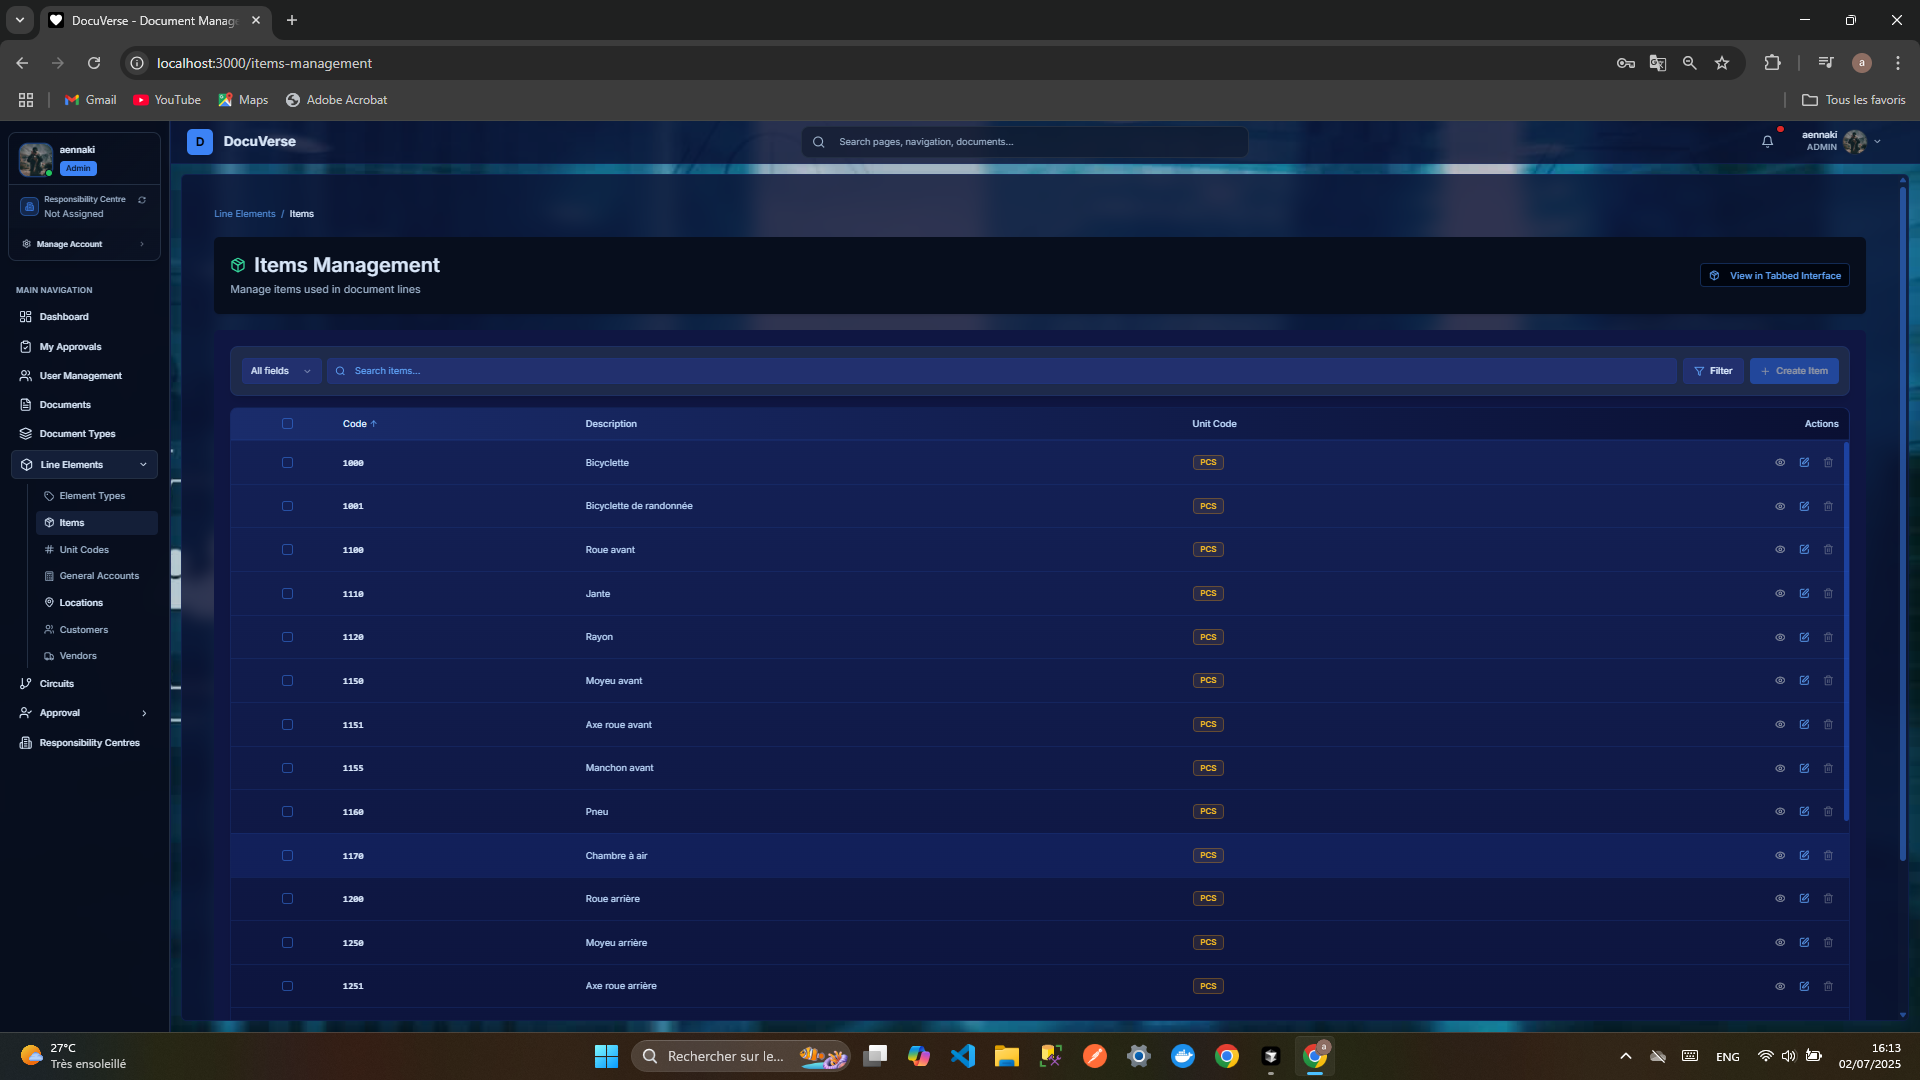 DocuVerse - Document Manag
localhost:3000/items-management
a
Gmail
YouTube
Maps
Adobe Acrobat
Tous les favoris
aennaki
Admin
Responsibility Centre
Not Assigned
Manage Account
D
DocuVerse
Search pages, navigation, documents...
aennaki
ADMIN
MAIN NAVIGATION
Dashboard
My Approvals
User Management
Documents
Document Types
Line Elements
Element Types
Items
Unit Codes
General Accounts
Locations
Customers
Vendors
Circuits
Approval
Responsibility Centres
Line Elements / Items
Items Management
Manage items used in document lines
View in Tabbed Interface
All fields
Search items...
Filter
+ Create Item
Code ↑ Description Unit Code Actions
1000 Bicyclette PCS
1001 Bicyclette de randonnée PCS
1100 Roue avant PCS
1110 Jante PCS
1120 Rayon PCS
1150 Moyeu avant PCS
1151 Axe roue avant PCS
1155 Manchon avant PCS
1160 Pneu PCS
1170 Chambre à air PCS
1200 Roue arrière PCS
1250 Moyeu arrière PCS
1251 Axe roue arrière PCS
27°C
Très ensoleillé
Rechercher sur le...
a
ENG
16:13
02/07/2025